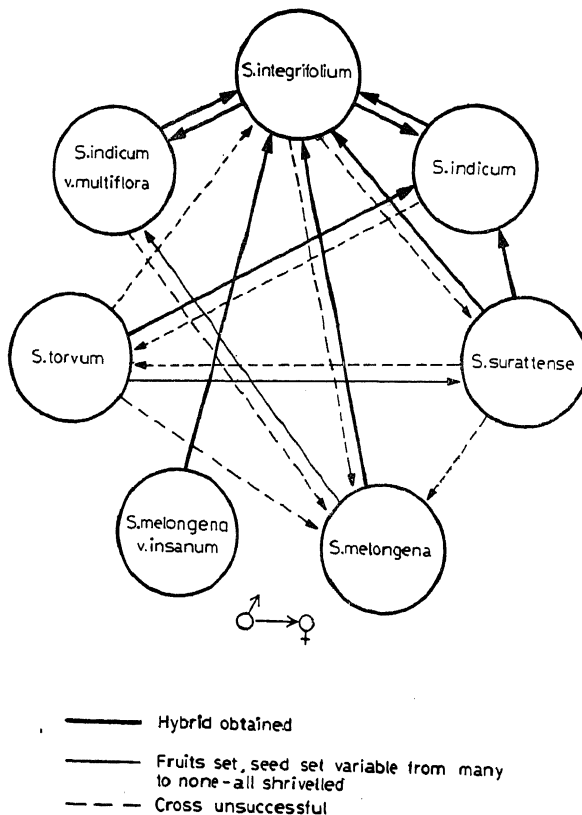 S.integrifolium
S.indicum
v.multiflora
S.indicum
S.torvum
S.surattense
S.melongena
v.insanum
S.melongena
♂ ♀
Hybrid obtained
Fruits set, seed set variable from many
to none-all shrivelled
Cross unsuccessful